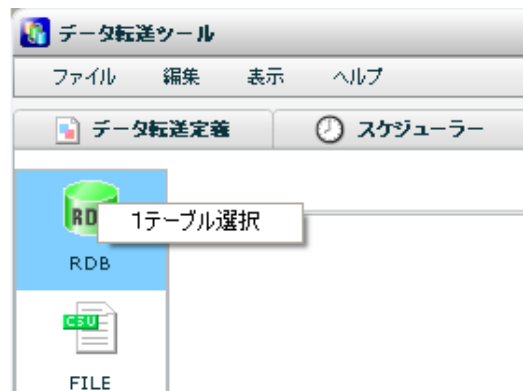 データ転送ツール
ファイル 編集 表示 ヘルプ
データ転送定義 スケジューラー
RD
1テーブル選択
RDB
CSV
FILE